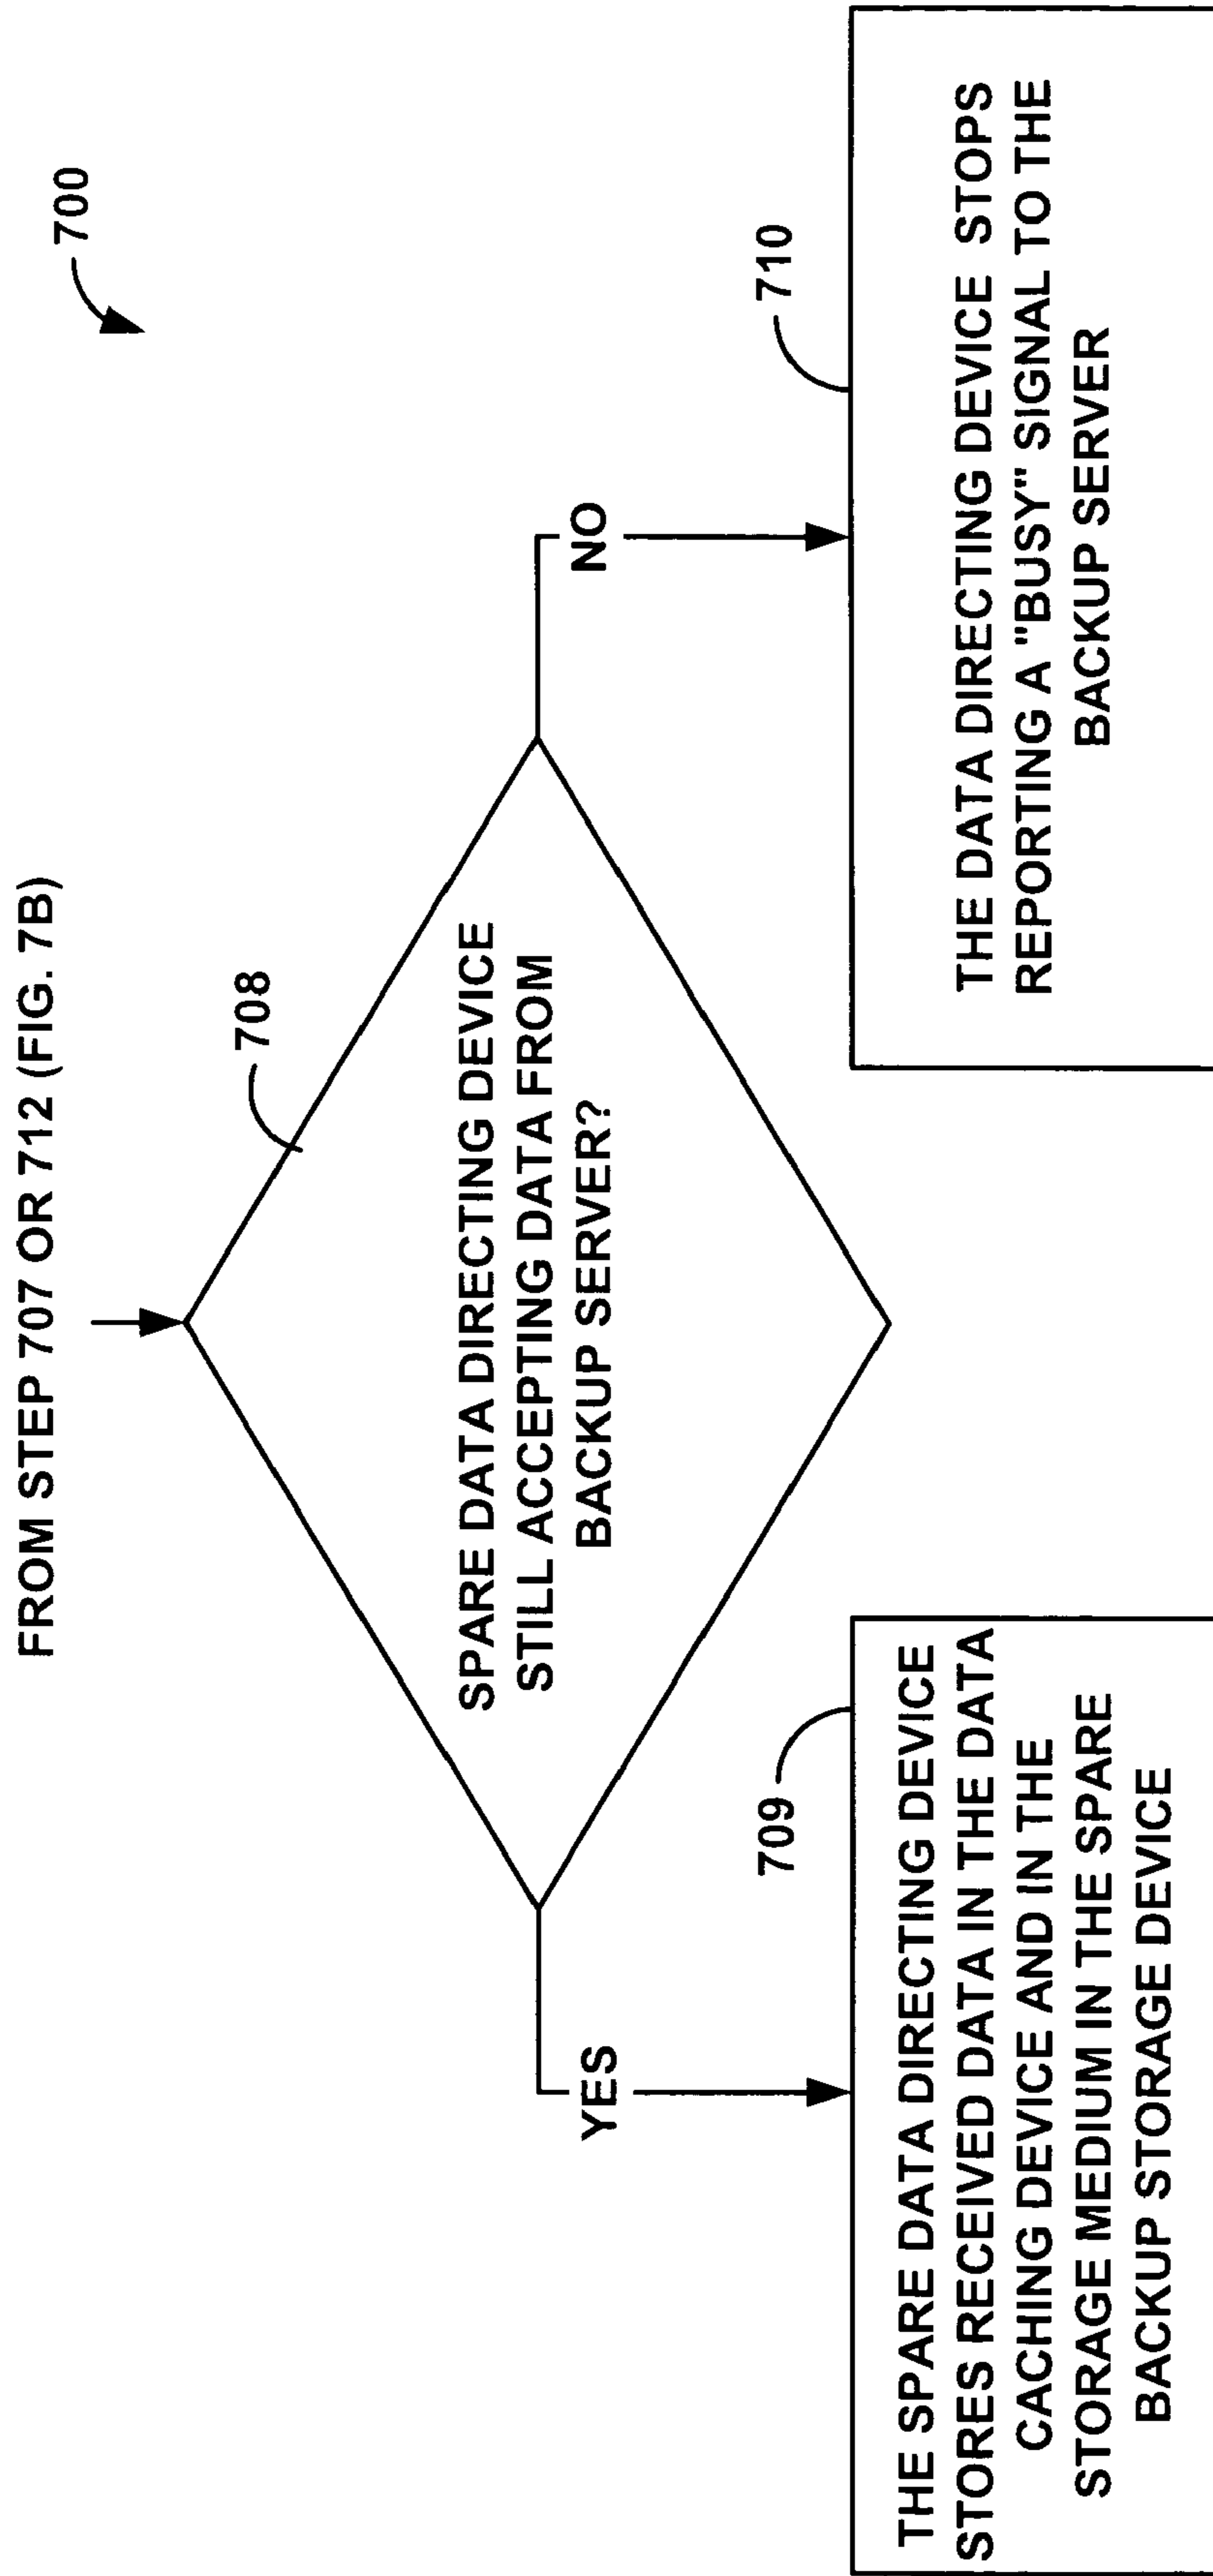 FROM STEP 707 OR 712 (FIG. 7B)
700
708
SPARE DATA DIRECTING DEVICE
STILL ACCEPTING DATA FROM
BACKUP SERVER?
YES
NO
709
THE SPARE DATA DIRECTING DEVICE
STORES RECEIVED DATA IN THE DATA
CACHING DEVICE AND IN THE
STORAGE MEDIUM IN THE SPARE
BACKUP STORAGE DEVICE
710
THE DATA DIRECTING DEVICE STOPS
REPORTING A "BUSY" SIGNAL TO THE
BACKUP SERVER